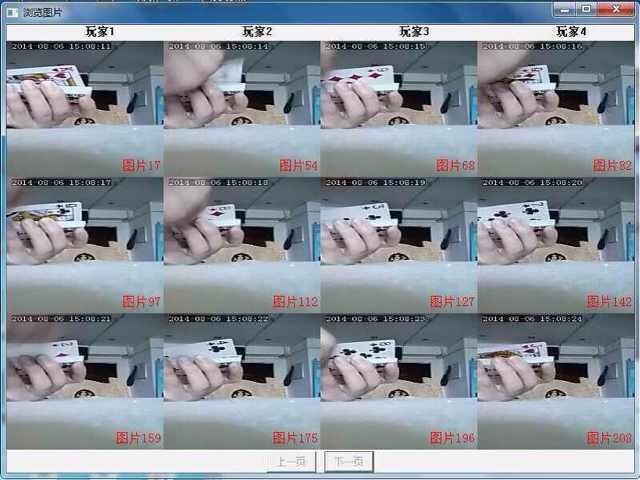 浏览图片
玩家1 玩家2 玩家3 玩家4
2014-08-06 15:08:11 2014-08-06 15:08:14 2014-08-06 15:08:15 2014-08-06 15:08:16
图片17 图片54 图片68 图片82
2014-08-06 15:08:17 2014-08-06 15:08:18 2014-08-06 15:08:19 2014-08-06 15:08:20
图片97 图片112 图片127 图片142
2014-08-06 15:08:21 2014-08-06 15:08:22 2014-08-06 15:08:23 2014-08-06 15:08:24
图片159 图片175 图片196 图片208
上一页 下一页